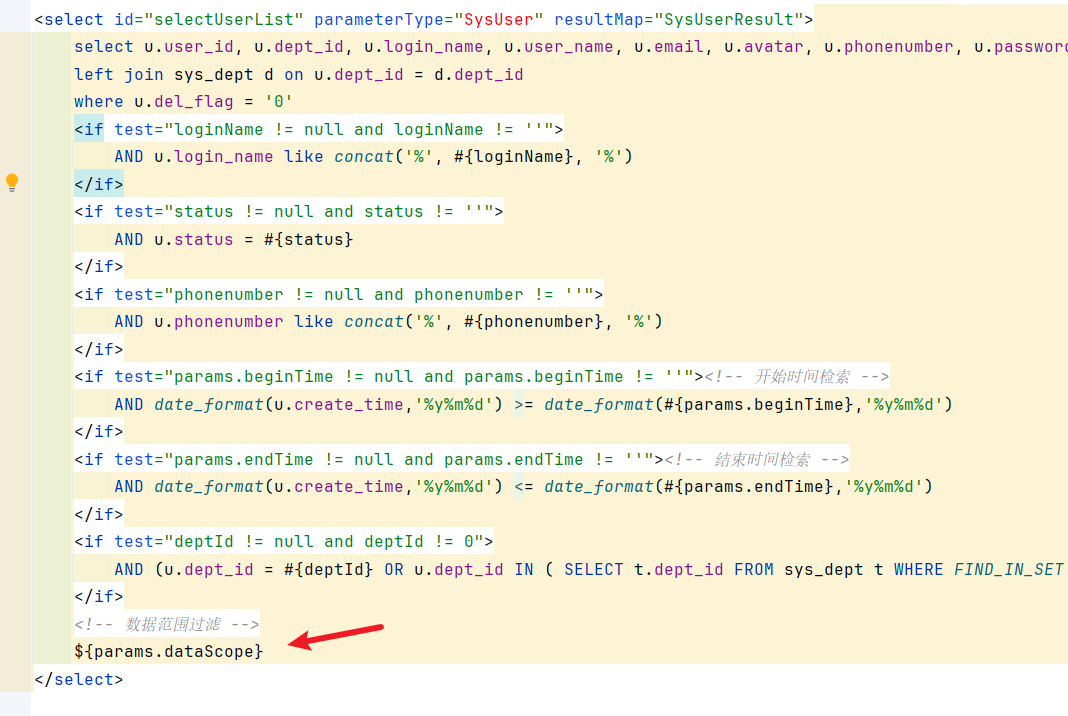 <select id="selectUserList" parameterType="SysUser" resultMap="SysUserResult">
select u.user_id, u.dept_id, u.login_name, u.user_name, u.email, u.avatar, u.phonenumber, u.password
left join sys_dept d on u.dept_id = d.dept_id
where u.del_flag = '0'
<if test="loginName != null and loginName != ''">
AND u.login_name like concat('%', #{loginName}, '%')
</if>
<if test="status != null and status != ''">
AND u.status = #{status}
</if>
<if test="phonenumber != null and phonenumber != ''">
AND u.phonenumber like concat('%', #{phonenumber}, '%')
</if>
<if test="params.beginTime != null and params.beginTime != ''"><!-- 开始时间检索 -->
AND date_format(u.create_time,'%y%m%d') >= date_format(#{params.beginTime},'%y%m%d')
</if>
<if test="params.endTime != null and params.endTime != ''"><!-- 结束时间检索 -->
AND date_format(u.create_time,'%y%m%d') <= date_format(#{params.endTime},'%y%m%d')
</if>
<if test="deptId != null and deptId != 0">
AND (u.dept_id = #{deptId} OR u.dept_id IN ( SELECT t.dept_id FROM sys_dept t WHERE FIND_IN_SET
</if>
<!-- 数据范围过滤 -->
${params.dataScope}
</select>